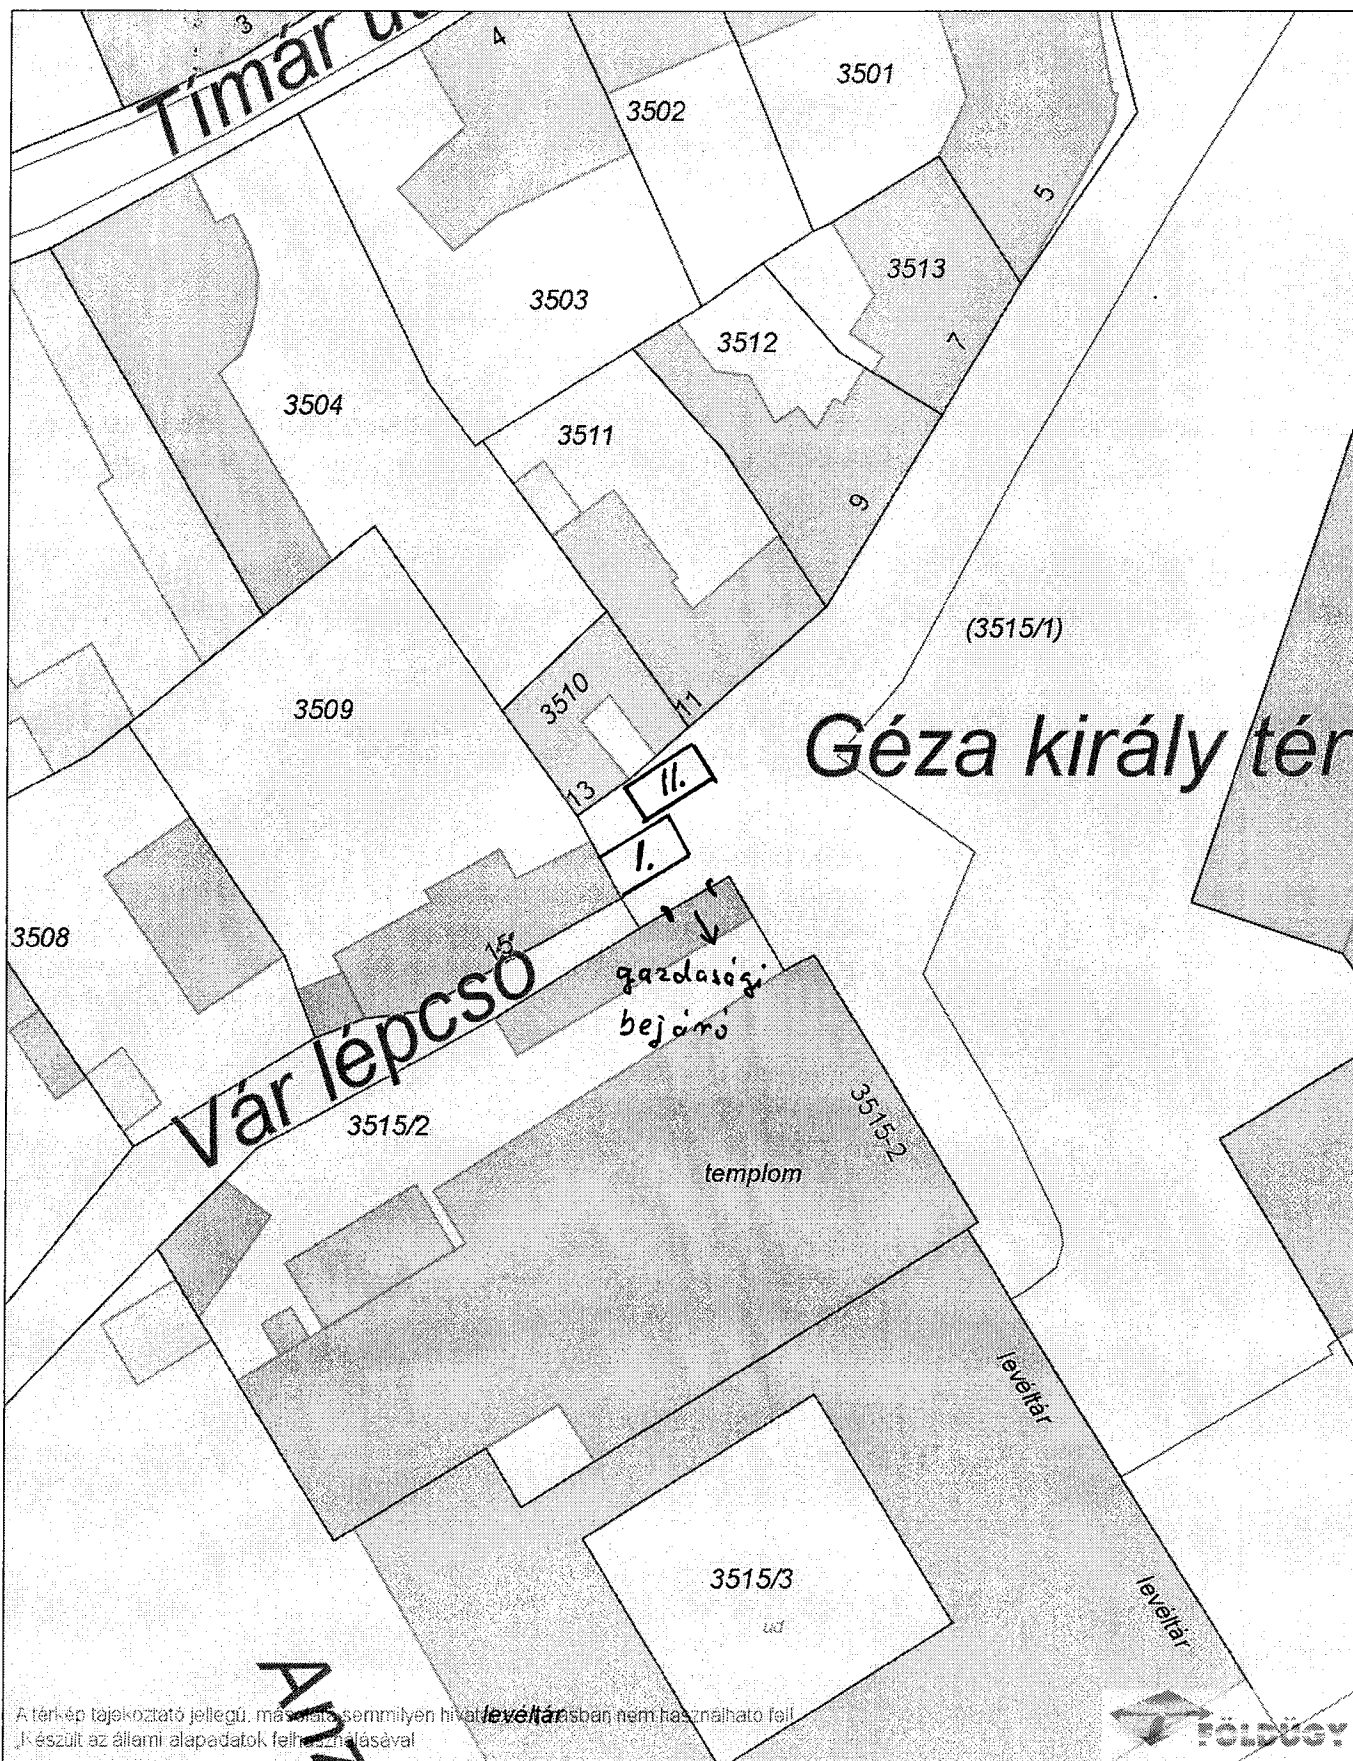 3
4
Tímár u
3501
3502
5
3513
3503
7
3512
3504
3511
9
(3515/1)
3510
11
3509
Géza király tér
13
II.
I.
3508
15
gazdasági
bejáró
Vár lépcső
3515/2
3515-2
templom
levéltár
3515/3
ud
levéltár
levéltár
A térkép tájékoztató jellegű, másolata semmilyen hivatalos eljárásban nem használható fel!
Készült az állami alapadatok felhasználásával
FÖLDÜGY